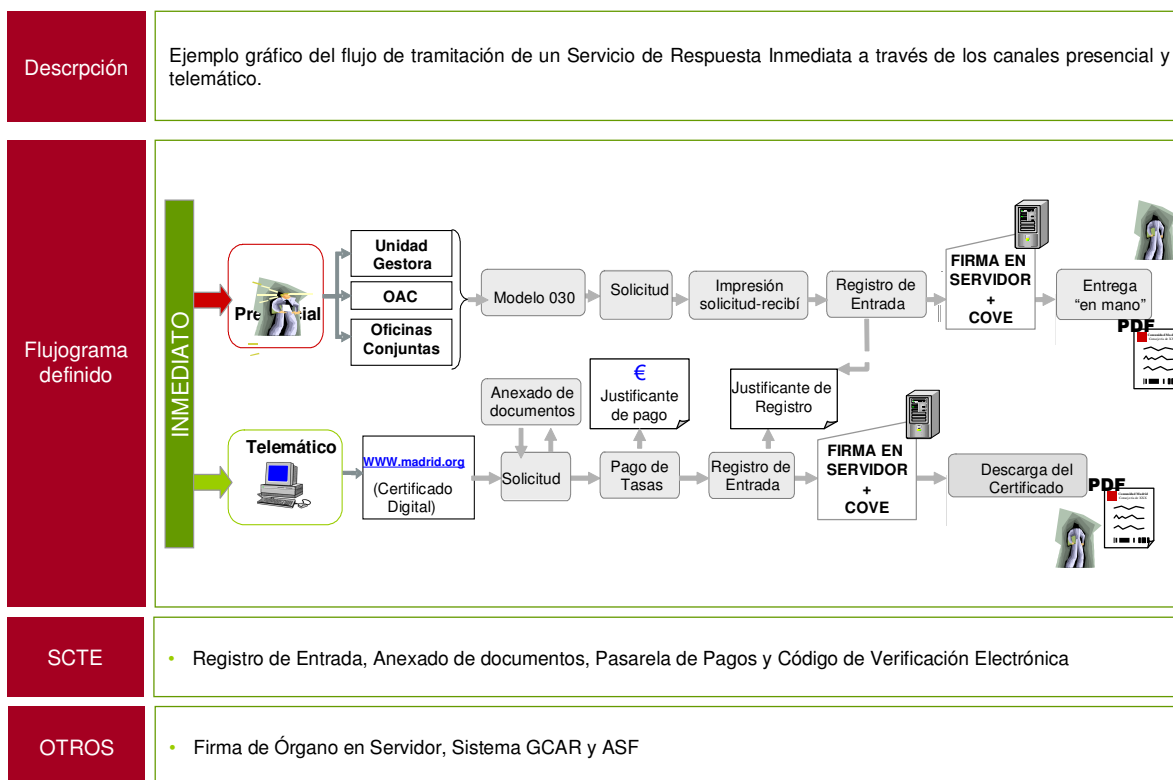 Descrpción
Ejemplo gráfico del flujo de tramitación de un Servicio de Respuesta Inmediata a través de los canales presencial y
telemático.
Flujograma
definido
INMEDIATO
Unidad
Gestora
OAC
Oficinas
Conjuntas
Modelo 030
Solicitud
Impresión
solicitud-recibí
Registro de
Entrada
FIRMA EN
SERVIDOR
+
COVE
Entrega
“en mano”
PDF
Anexado de
documentos
€
Justificante
de pago
Justificante de
Registro
Telemático
WWW.madrid.org
(Certificado
Digital)
Solicitud
Pago de
Tasas
Registro de
Entrada
FIRMA EN
SERVIDOR
+
COVE
Descarga del
Certificado
PDF
SCTE
• Registro de Entrada, Anexado de documentos, Pasarela de Pagos y Código de Verificación Electrónica
OTROS
• Firma de Órgano en Servidor, Sistema GCAR y ASF